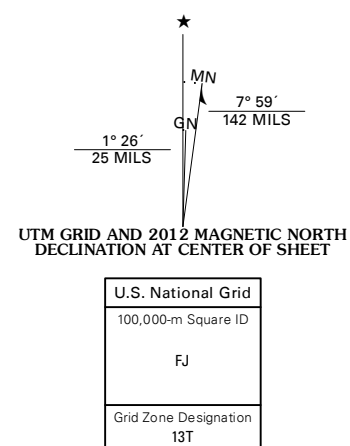 ★
MN
7° 59´
142 MILS
GN
1° 26´
25 MILS
UTM GRID AND 2012 MAGNETIC NORTH
DECLINATION AT CENTER OF SHEET
U.S. National Grid
100,000-m Square ID
FJ
Grid Zone Designation
13T